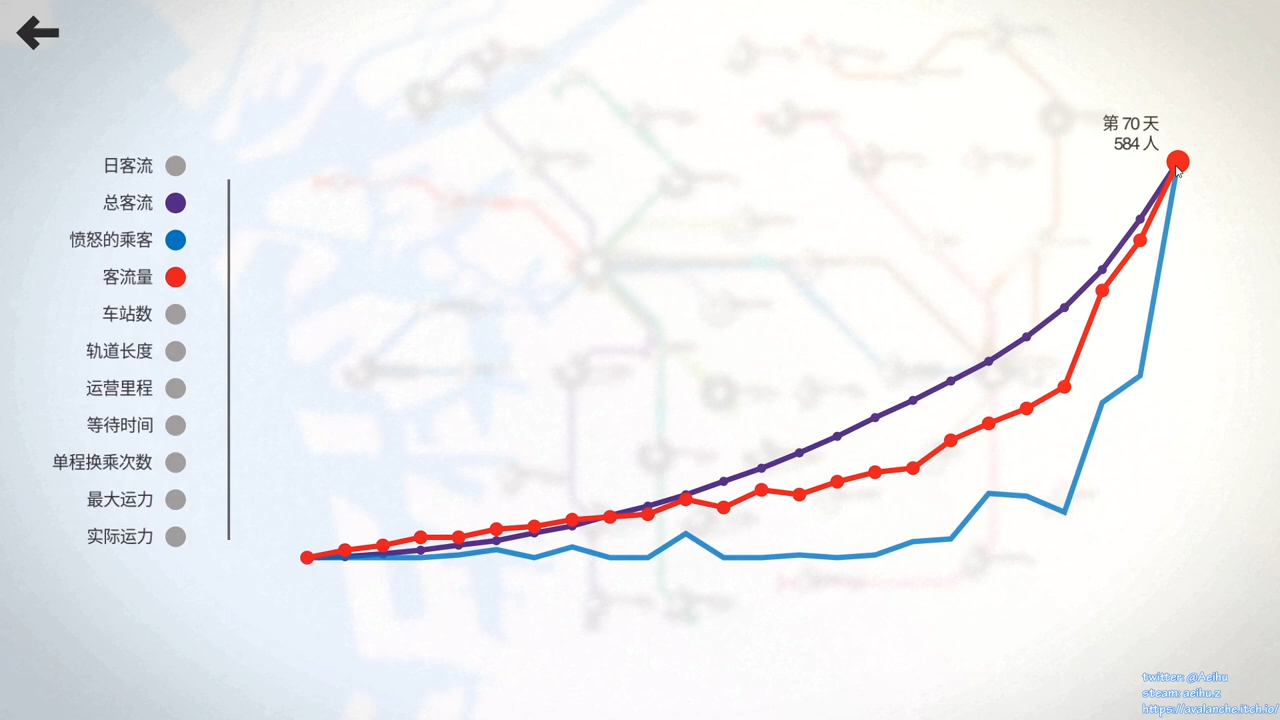 第 70 天
584 人
日客流
总客流
愤怒的乘客
客流量
车站数
轨道长度
运营里程
等待时间
单程换乘次数
最大运力
实际运力
twitter: @Aeihu
steam: aeihu.z
https://avalanche.itch.io/